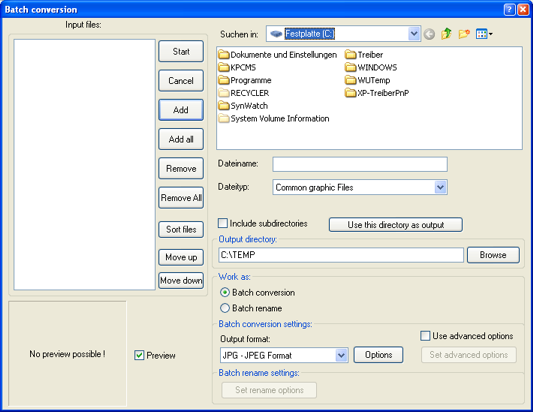 Batch conversion
Input files:
Start
Cancel
Add
Add all
Remove
Remove All
Sort files
Move up
Move down
No preview possible !
Preview
Suchen in:
Festplatte (C:)
Dokumente und Einstellungen
KPCMS
Programme
RECYCLER
SynWatch
System Volume Information
Treiber
WINDOWS
WUTemp
XP-TreiberPnP
Dateiname:
Dateityp:
Common graphic Files
Include subdirectories
Use this directory as output
Output directory:
C:\TEMP
Browse
Work as:
Batch conversion
Batch rename
Batch conversion settings:
Output format:
JPG - JPEG Format
Options
Use advanced options
Set advanced options
Batch rename settings:
Set rename options